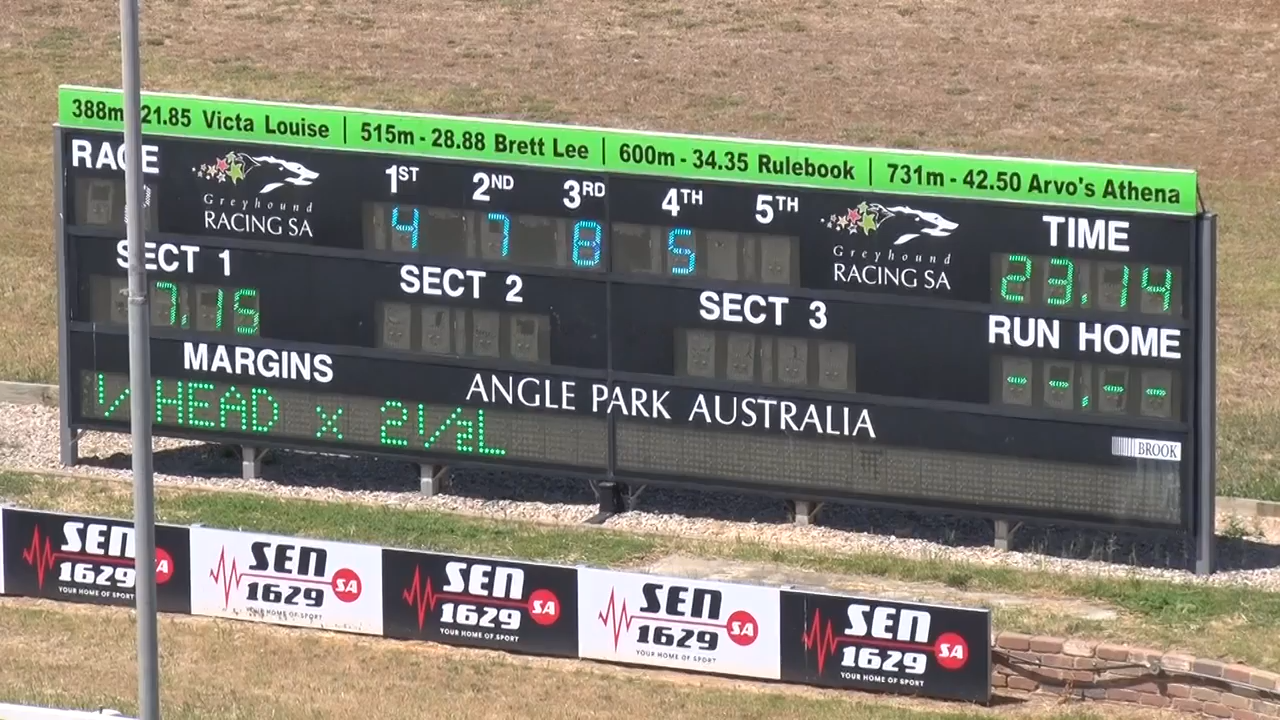 388m 21.85 Victa Louise | 515m - 28.88 Brett Lee | 600m - 34.35 Rulebook | 731m - 42.50 Arvo's Athena
RACE
Greyhound
RACING SA
1ST 2ND 3RD 4TH 5TH
4 7 8 5
Greyhound
RACING SA
TIME
23.14
SECT 1
7.15
SECT 2
SECT 3
RUN HOME
--.--
MARGINS
HEAD x 2½L
ANGLE PARK AUSTRALIA
BROOK
SEN
1629 SA
YOUR HOME OF SPORT
SEN
1629 SA
YOUR HOME OF SPORT
SEN
1629 SA
YOUR HOME OF SPORT
SEN
1629 SA
YOUR HOME OF SPORT
SEN
1629 SA
YOUR HOME OF SPORT